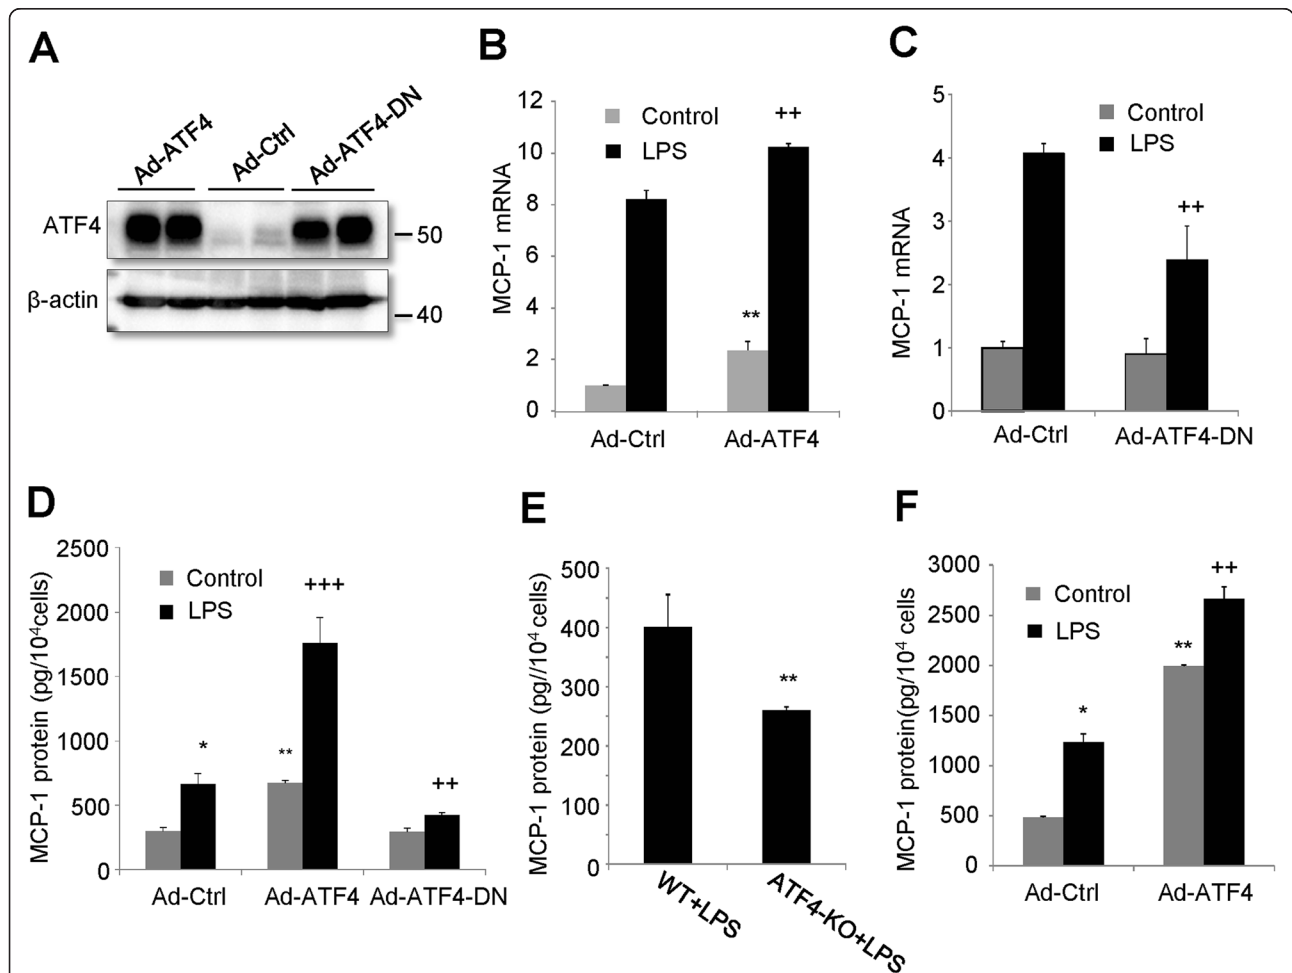 A
Ad-ATF4
Ad-Ctrl
Ad-ATF4-DN
ATF4
50
β-actin
40
B
MCP-1 mRNA
12
10
8
6
4
2
0
Control
LPS
++
**
Ad-Ctrl
Ad-ATF4
C
MCP-1 mRNA
5
4
3
2
1
0
Control
LPS
++
Ad-Ctrl
Ad-ATF4-DN
D
MCP-1 protein (pg/10⁴cells)
2500
2000
1500
1000
500
0
Control
LPS
*
**
+++
++
Ad-Ctrl
Ad-ATF4
Ad-ATF4-DN
E
MCP-1 protein (pg//10⁴ cells)
500
400
300
200
100
0
**
WT+LPS
ATF4-KO+LPS
F
MCP-1 protein(pg/10⁴ cells
3000
2500
2000
1500
1000
500
0
Control
LPS
*
**
++
Ad-Ctrl
Ad-ATF4